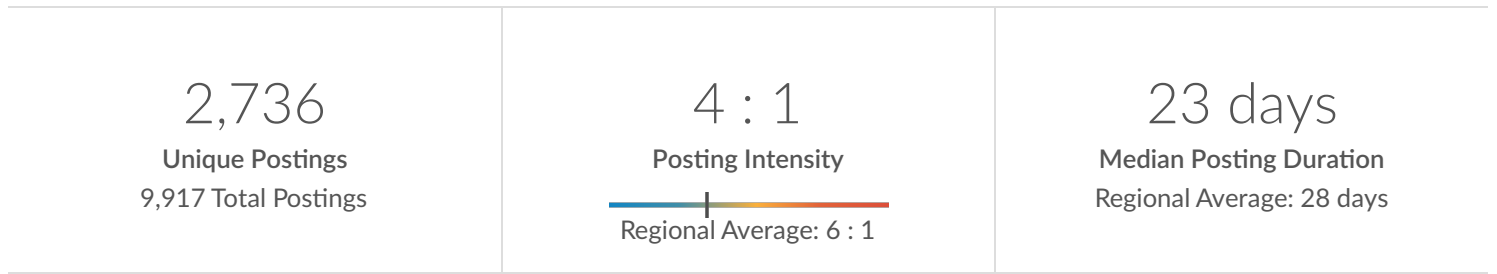 2,736
Unique Postings
9,917 Total Postings
4 : 1
Posting Intensity
Regional Average: 6 : 1
23 days
Median Posting Duration
Regional Average: 28 days